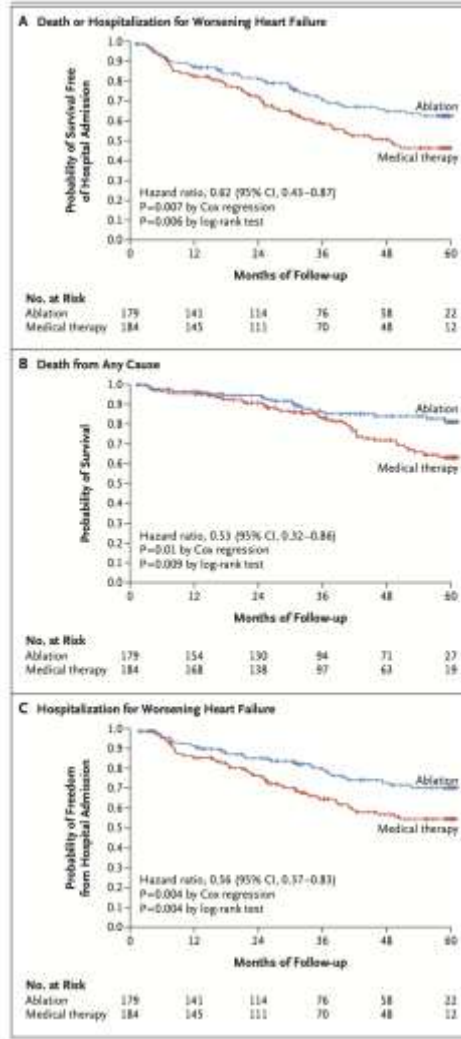 A Death or Hospitalization for Worsening Heart Failure
Probability of Survival Free
of Hospital Admission
1.0
0.9
0.8
0.7
0.6
0.5
0.4
0.3
0.2
0.1
0.0
Ablation
Medical therapy
Hazard ratio, 0.62 (95% CI, 0.43–0.87)
P=0.007 by Cox regression
P=0.006 by log-rank test
0 12 24 36 48 60
Months of Follow-up
No. at Risk
Ablation 179 141 114 76 58 22
Medical therapy 184 145 111 70 48 12
B Death from Any Cause
Probability of Survival
1.0
0.9
0.8
0.7
0.6
0.5
0.4
0.3
0.2
0.1
0.0
Ablation
Medical therapy
Hazard ratio, 0.53 (95% CI, 0.32–0.86)
P=0.01 by Cox regression
P=0.009 by log-rank test
0 12 24 36 48 60
Months of Follow-up
No. at Risk
Ablation 179 154 130 94 71 27
Medical therapy 184 168 138 97 63 19
C Hospitalization for Worsening Heart Failure
Probability of Freedom
from Hospital Admission
1.0
0.9
0.8
0.7
0.6
0.5
0.4
0.3
0.2
0.1
0.0
Ablation
Medical therapy
Hazard ratio, 0.56 (95% CI, 0.37–0.83)
P=0.004 by Cox regression
P=0.004 by log-rank test
0 12 24 36 48 60
Months of Follow-up
No. at Risk
Ablation 179 141 114 76 58 22
Medical therapy 184 145 111 70 48 12